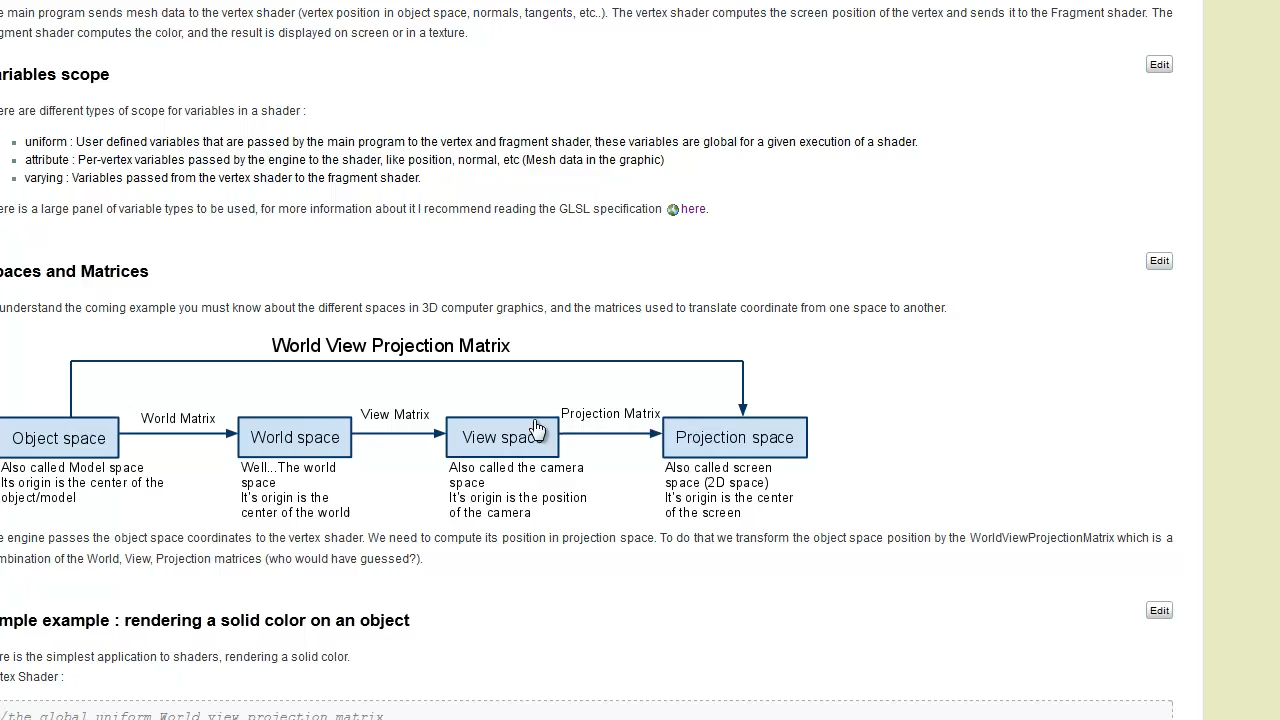 e main program sends mesh data to the vertex shader (vertex position in object space, normals, tangents, etc..). The vertex shader computes the screen position of the vertex and sends it to the Fragment shader. The
gment shader computes the color, and the result is displayed on screen or in a texture.
Edit
riables scope
ere are different types of scope for variables in a shader :
uniform : User defined variables that are passed by the main program to the vertex and fragment shader, these variables are global for a given execution of a shader.
attribute : Per-vertex variables passed by the engine to the shader, like position, normal, etc (Mesh data in the graphic)
varying : Variables passed from the vertex shader to the fragment shader.
ere is a large panel of variable types to be used, for more information about it I recommend reading the GLSL specification here.
Edit
paces and Matrices
understand the coming example you must know about the different spaces in 3D computer graphics, and the matrices used to translate coordinate from one space to another.
World View Projection Matrix
World Matrix
View Matrix
Projection Matrix
Object space
World space
View space
Projection space
Also called Model space
Its origin is the center of the
object/model
Well...The world
space
It's origin is the
center of the world
Also called the camera
space
It's origin is the position
of the camera
Also called screen
space (2D space)
It's origin is the center
of the screen
e engine passes the object space coordinates to the vertex shader. We need to compute its position in projection space. To do that we transform the object space position by the WorldViewProjectionMatrix which is a
mbination of the World, View, Projection matrices (who would have guessed?).
Edit
mple example : rendering a solid color on an object
re is the simplest application to shaders, rendering a solid color.
tex Shader :
/the global uniform World view projection matrix